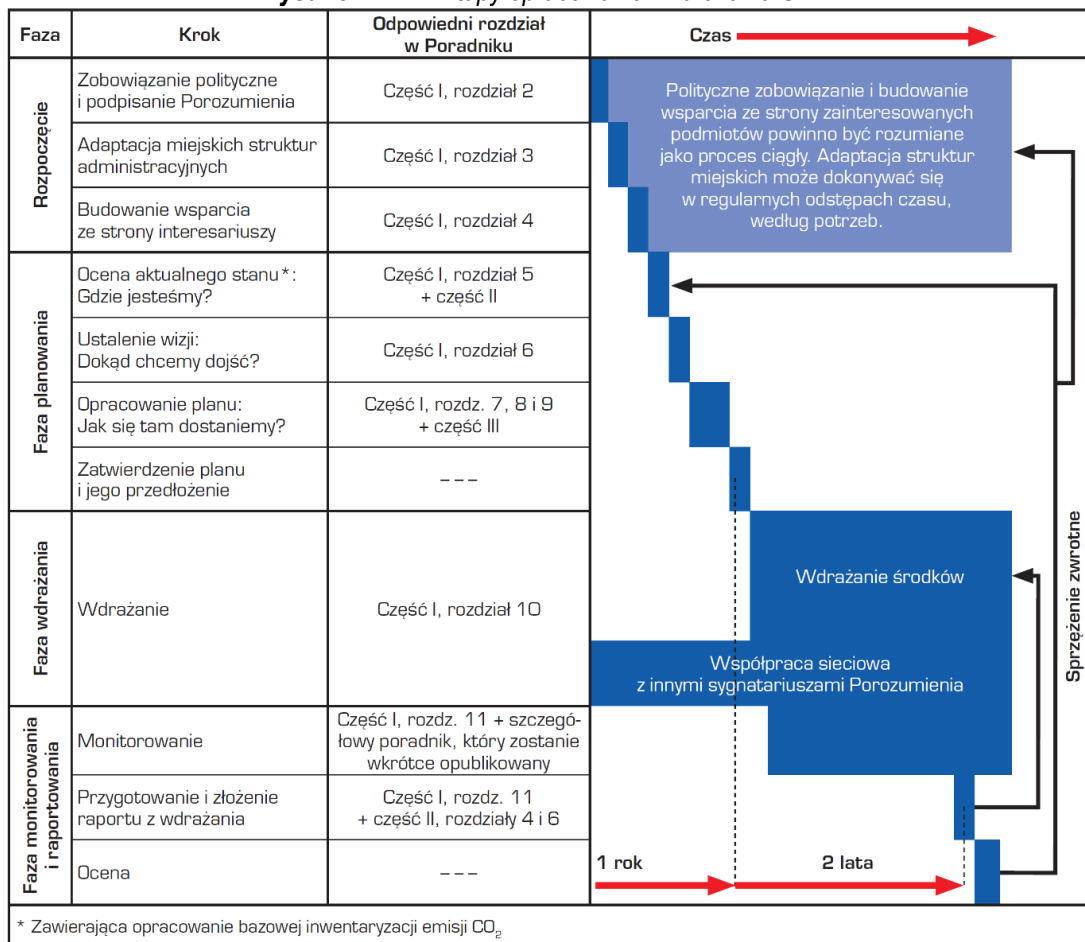 Faza
Krok
Odpowiedni rozdział
w Poradniku
Czas
Rozpoczęcie
Zobowiązanie polityczne
i podpisanie Porozumienia
Część I, rozdział 2
Adaptacja miejskich struktur
administracyjnych
Część I, rozdział 3
Budowanie wsparcia
ze strony interesariuszy
Część I, rozdział 4
Polityczne zobowiązanie i budowanie
wsparcia ze strony zainteresowanych
podmiotów powinno być rozumiane
jako proces ciągły. Adaptacja struktur
miejskich może dokonywać się
w regularnych odstępach czasu,
według potrzeb.
Faza planowania
Ocena aktualnego stanu*:
Gdzie jesteśmy?
Część I, rozdział 5
+ część II
Ustalenie wizji:
Dokąd chcemy dojść?
Część I, rozdział 6
Opracowanie planu:
Jak się tam dostaniemy?
Część I, rozdz. 7, 8 i 9
+ część III
Zatwierdzenie planu
i jego przedłożenie
---
Faza wdrażania
Wdrażanie
Część I, rozdział 10
Wdrażanie środków
Współpraca sieciowa
z innymi sygnatariuszami Porozumienia
Sprzężenie zwrotne
Faza monitorowania
i raportowania
Monitorowanie
Część I, rozdz. 11 + szczegó-
łowy poradnik, który zostanie
wkrótce opublikowany
Przygotowanie i złożenie
raportu z wdrażania
Część I, rozdz. 11
+ część II, rozdziały 4 i 6
Ocena
---
1 rok
2 lata
* Zawierająca opracowanie bazowej inwentaryzacji emisji CO₂